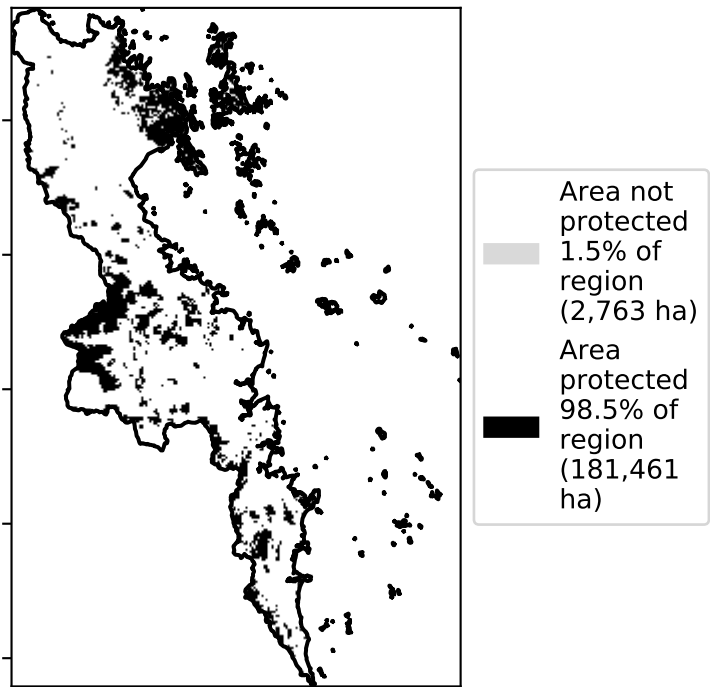 Area not
protected
1.5% of
region
(2,763 ha)
Area
protected
98.5% of
region
(181,461
ha)